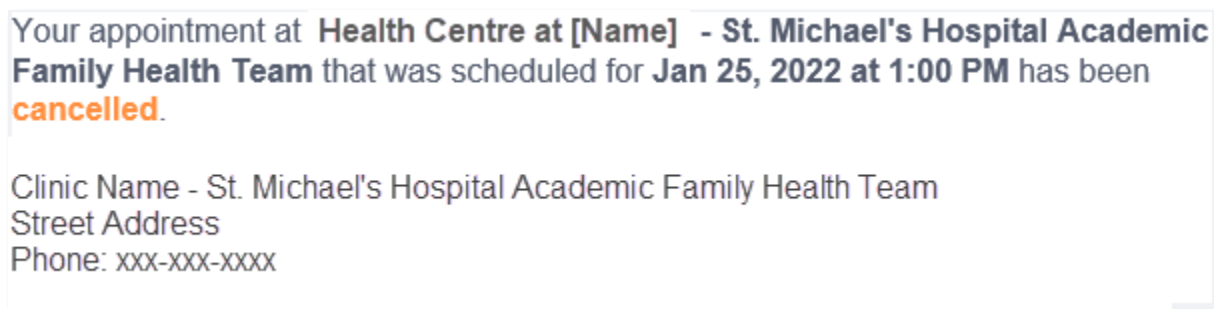 Your appointment at Health Centre at [Name] - St. Michael's Hospital Academic
Family Health Team that was scheduled for Jan 25, 2022 at 1:00 PM has been
cancelled.
Clinic Name - St. Michael's Hospital Academic Family Health Team
Street Address
Phone: xxx-xxx-xxxx